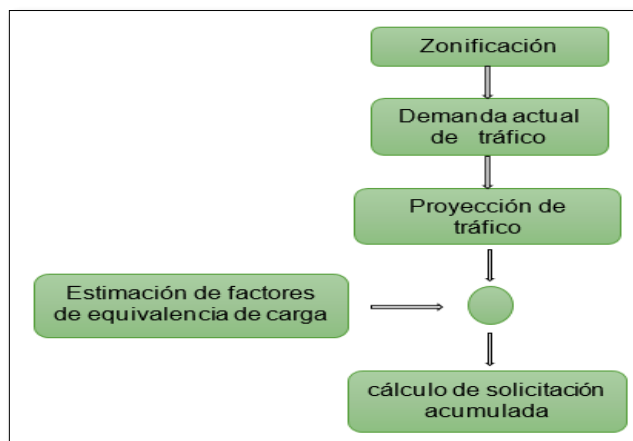 Zonificación
Demanda actual
de tráfico
Proyección de
tráfico
Estimación de factores
de equivalencia de carga
cálculo de solicitación
acumulada